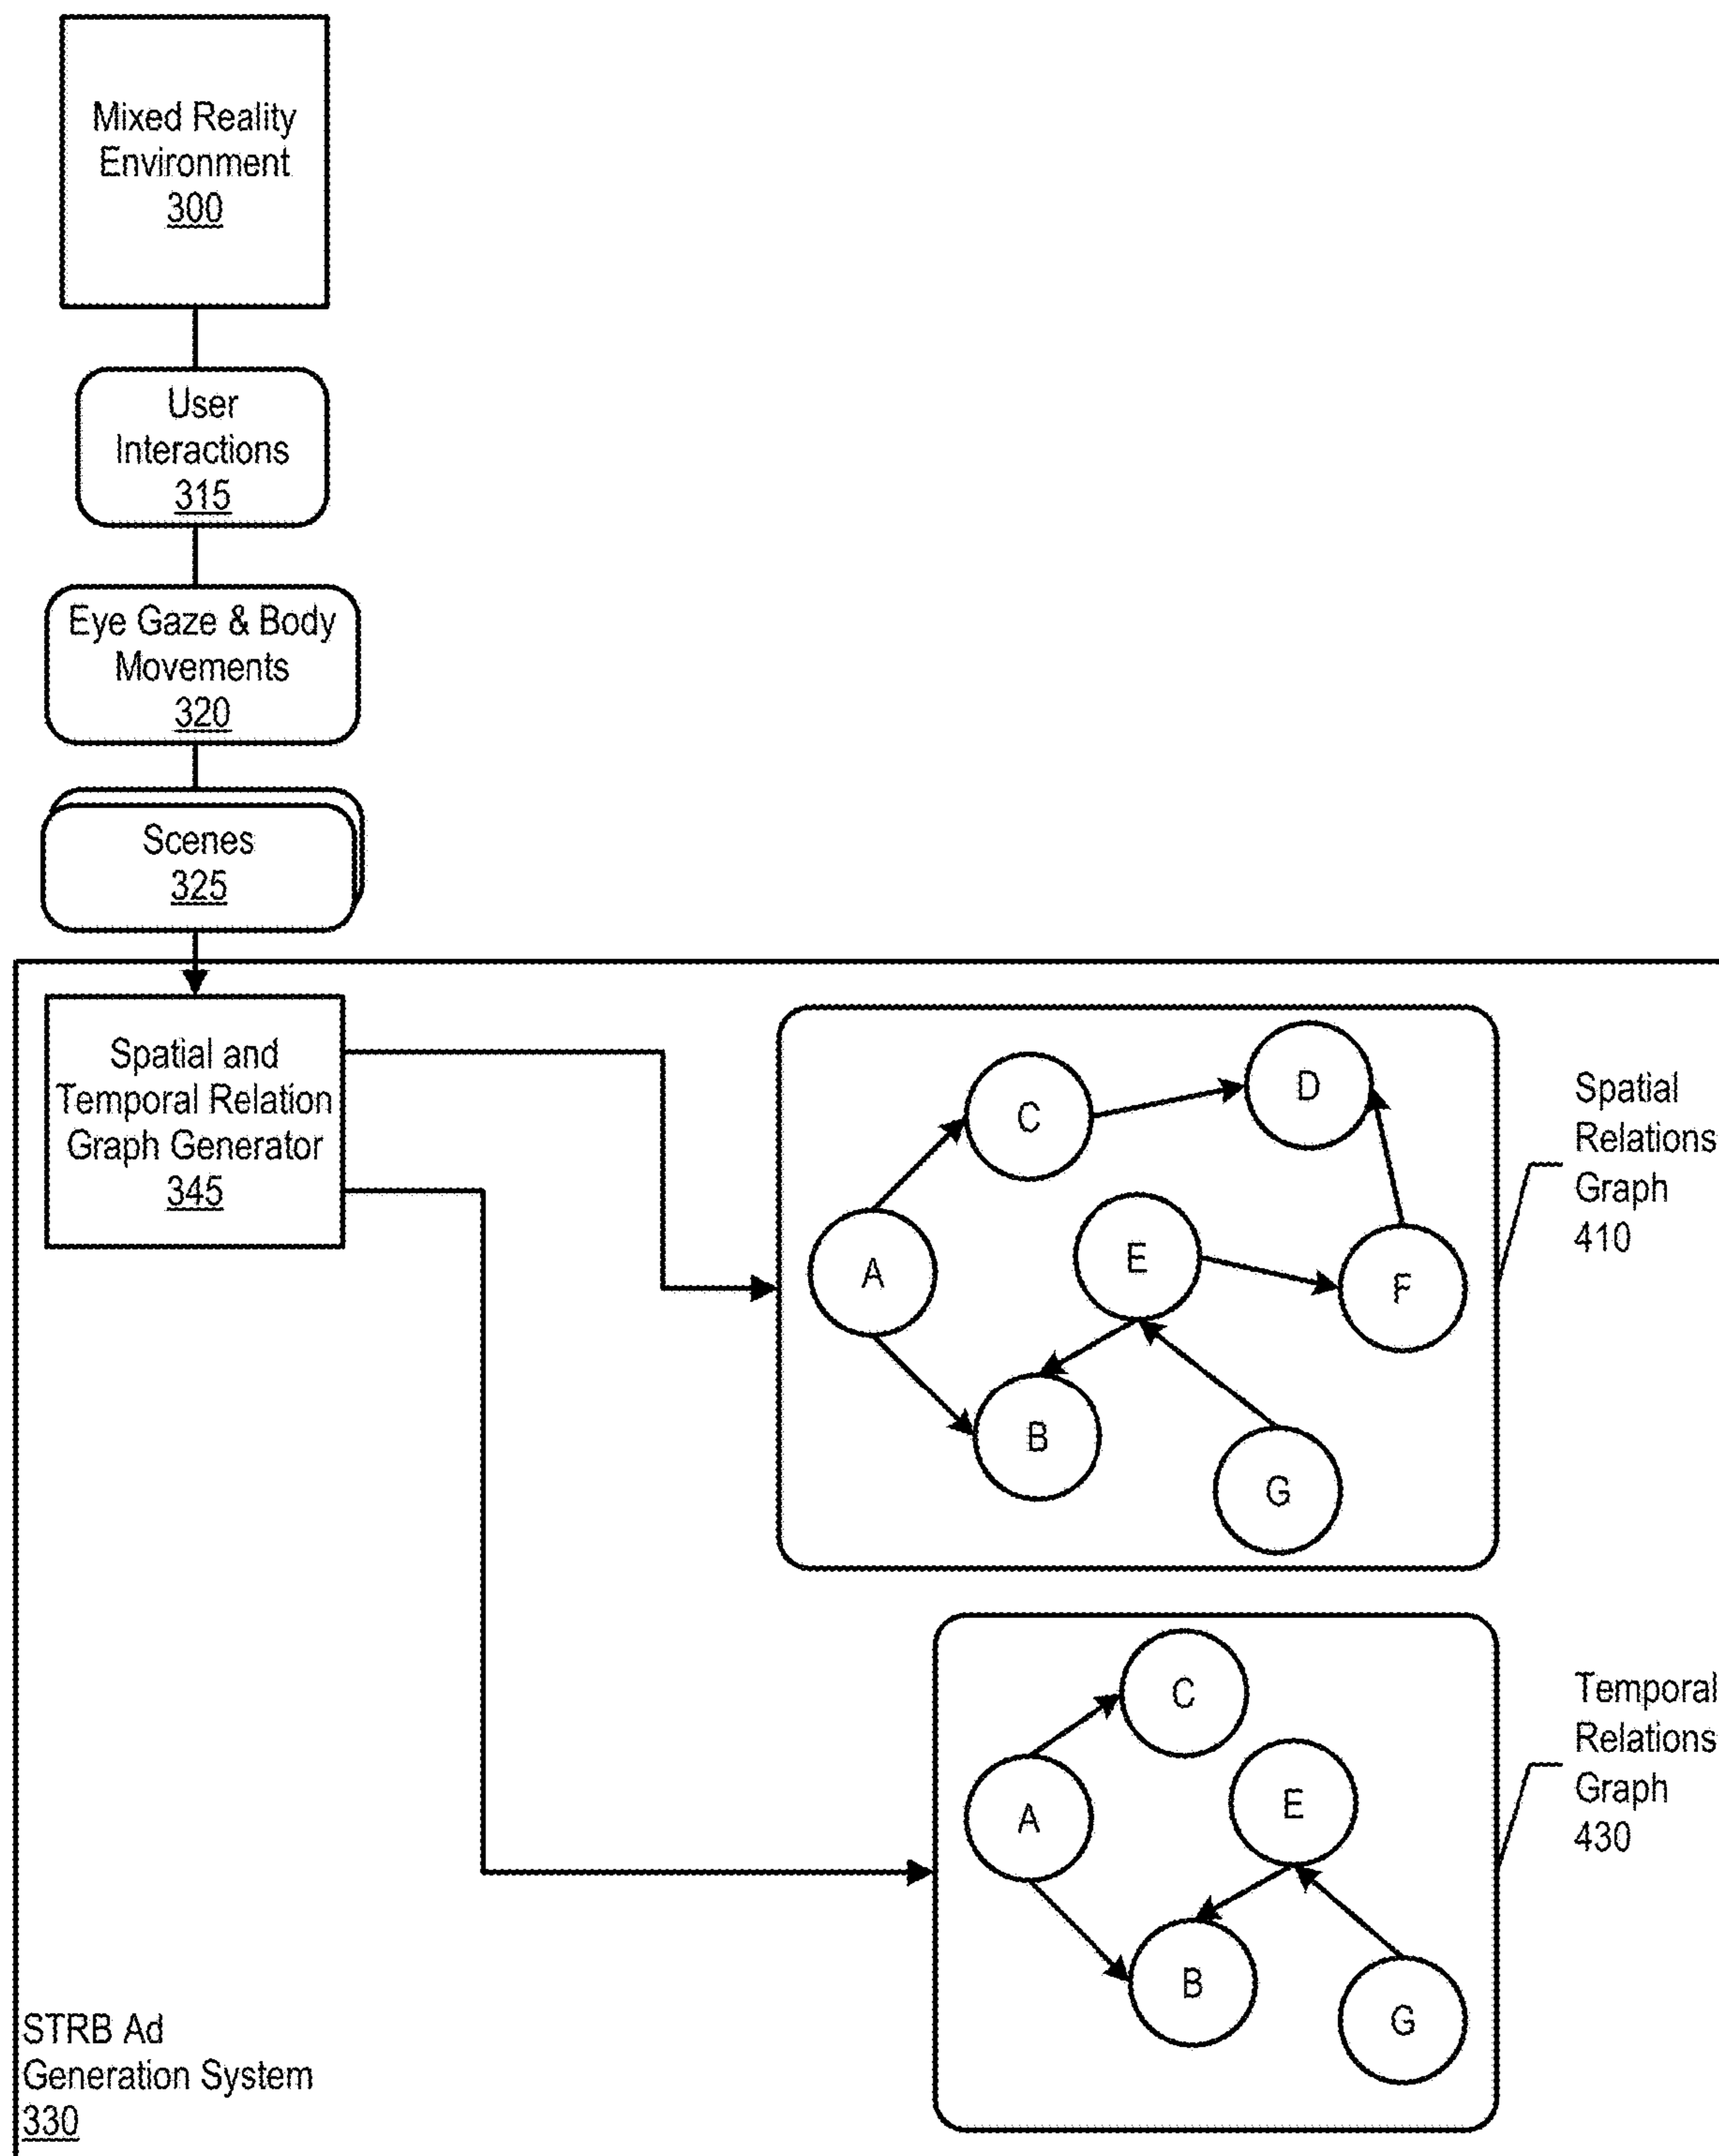 Mixed Reality
Environment
300
User
Interactions
315
Eye Gaze & Body
Movements
320
Scenes
325
Spatial and
Temporal Relation
Graph Generator
345
C
D
A
E
F
B
G
Spatial
Relations
Graph
410
C
A
E
B
G
Temporal
Relations
Graph
430
STRB Ad
Generation System
330